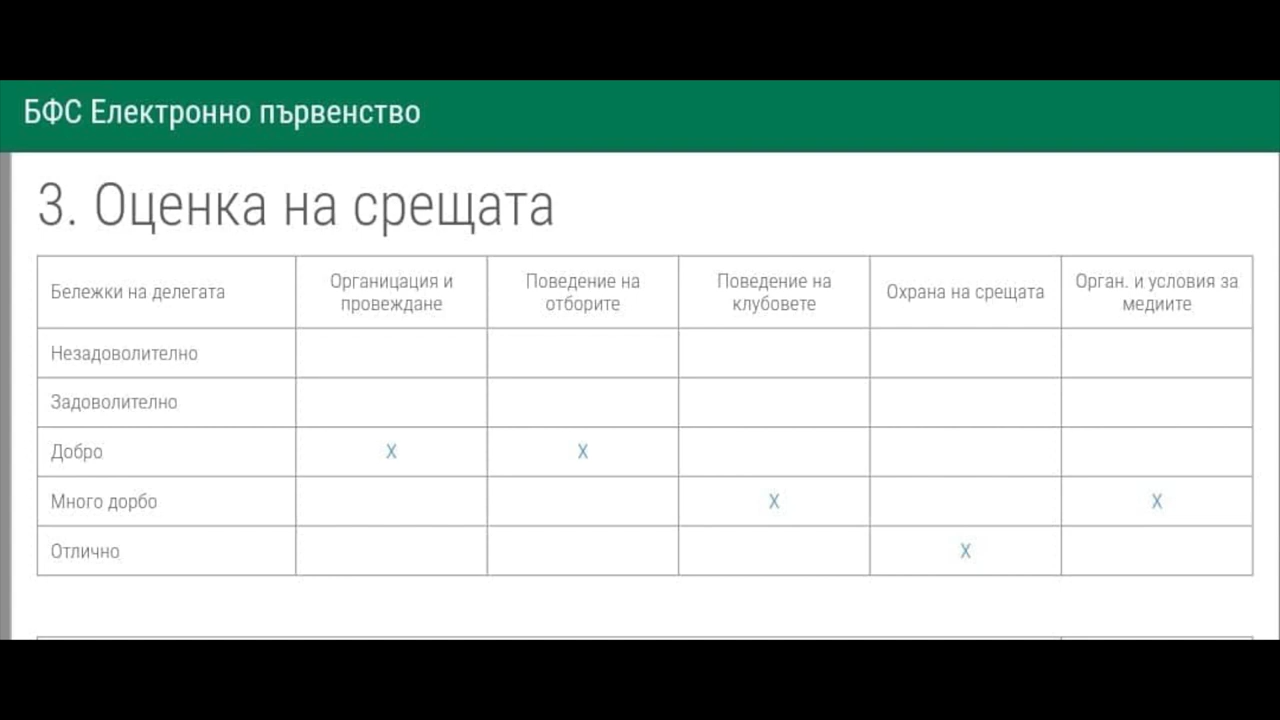 БФС Електронно първенство
3. Оценка на срещата
Бележки на делегата
Органицация и
провеждане
Поведение на
отборите
Поведение на
клубовете
Охрана на срещата
Орган. и условия за
медиите
Незадоволително
Задоволително
Добро X X
Много дорбо X X
Отлично X